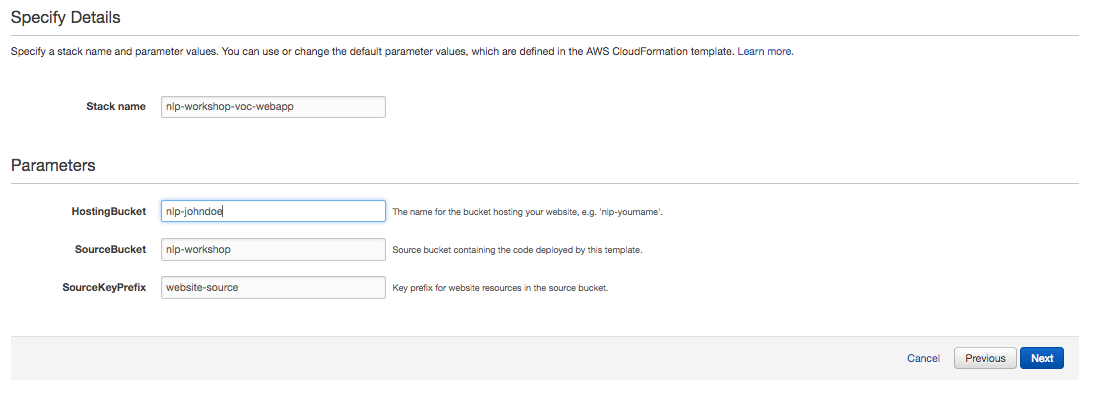 Specify Details
Specify a stack name and parameter values. You can use or change the default parameter values, which are defined in the AWS CloudFormation template. Learn more.
Stack name nlp-workshop-voc-webapp
Parameters
HostingBucket nlp-johndoe The name for the bucket hosting your website, e.g. 'nlp-yourname'.
SourceBucket nlp-workshop Source bucket containing the code deployed by this template.
SourceKeyPrefix website-source Key prefix for website resources in the source bucket.
Cancel Previous Next